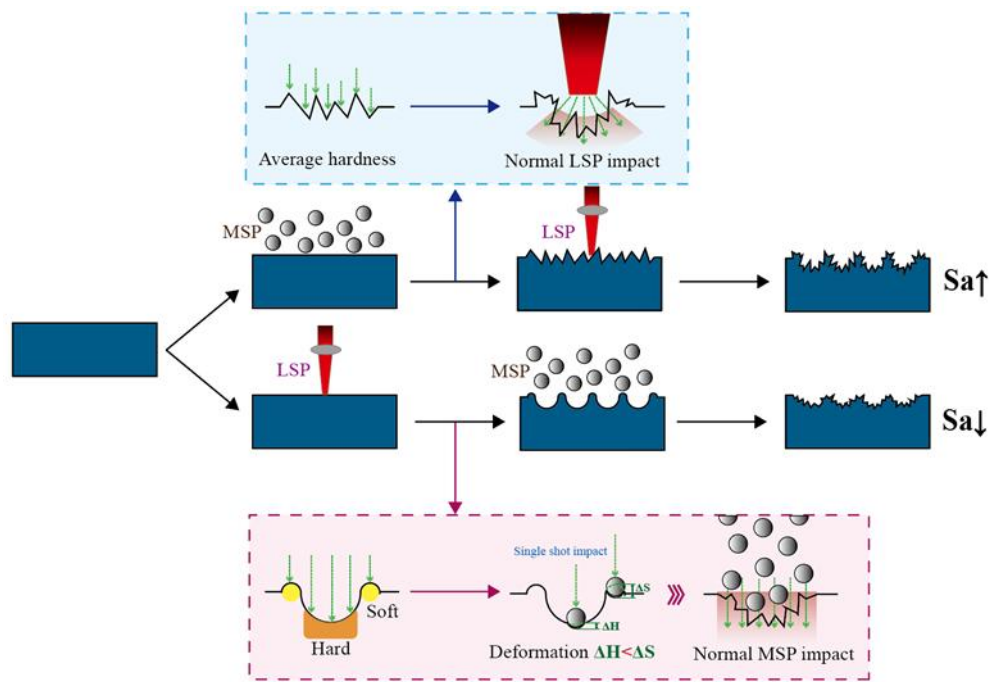 Average hardness
Normal LSP impact
MSP
LSP
Sa↑
LSP
MSP
Sa↓
Single shot impact
ΔS
Soft
ΔH
Hard
Deformation ΔH<ΔS
Normal MSP impact